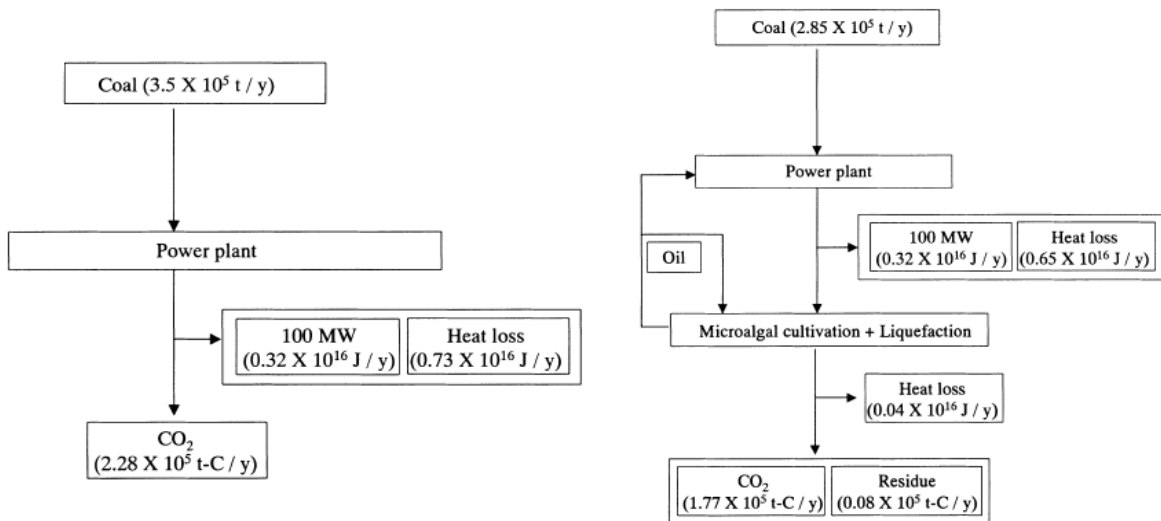 Coal (3.5 X 10⁵ t / y)
Power plant
100 MW
(0.32 X 10¹⁶ J / y)
Heat loss
(0.73 X 10¹⁶ J / y)
CO₂
(2.28 X 10⁵ t-C / y)
Coal (2.85 X 10⁵ t / y)
Power plant
100 MW
(0.32 X 10¹⁶ J / y)
Heat loss
(0.65 X 10¹⁶ J / y)
Oil
Microalgal cultivation + Liquefaction
Heat loss
(0.04 X 10¹⁶ J / y)
CO₂
(1.77 X 10⁵ t-C / y)
Residue
(0.08 X 10⁵ t-C / y)